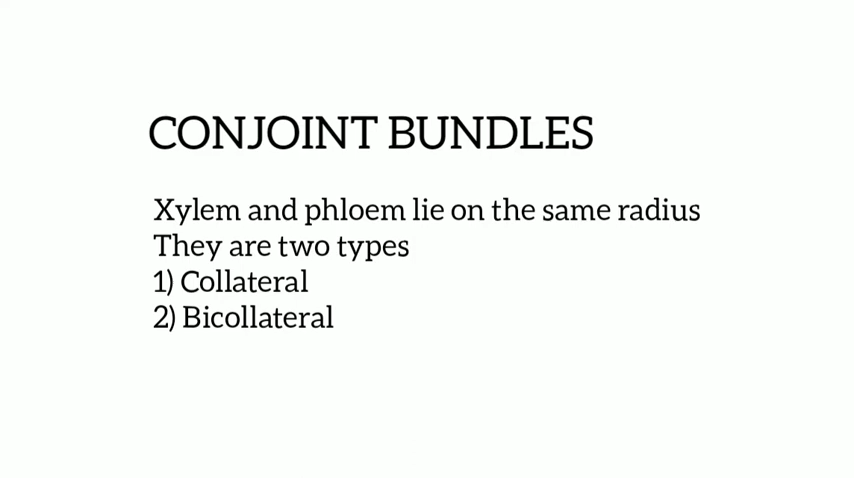 CONJOINT BUNDLES
Xylem and phloem lie on the same radius
They are two types
1) Collateral
2) Bicollateral